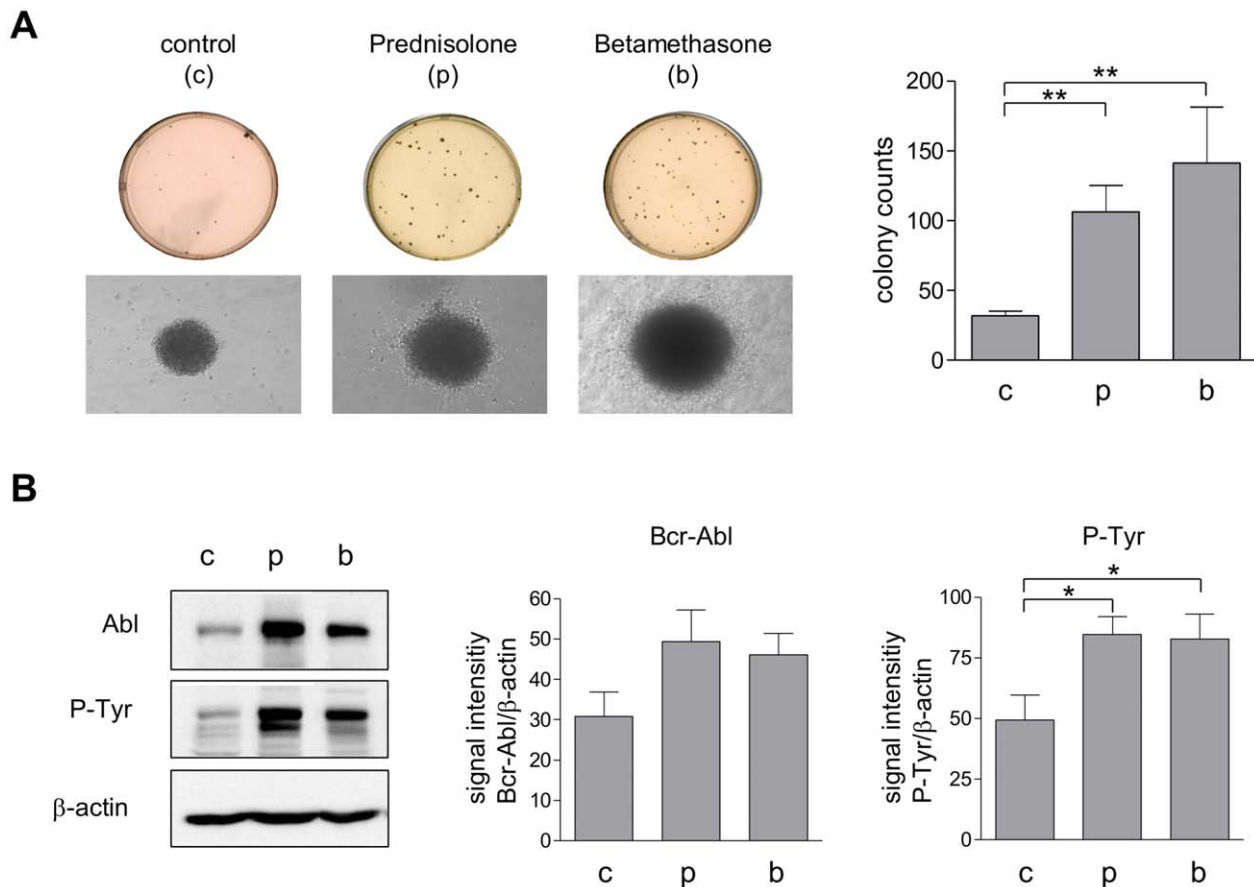 A
control
(c)
Prednisolone
(p)
Betamethasone
(b)
colony counts
200
150
100
50
0
**
**
c
p
b
B
c
p
b
Abl
P-Tyr
β-actin
Bcr-Abl
signal intensitiy
Bcr-Abl/β-actin
60
50
40
30
20
10
0
c
p
b
P-Tyr
signal intensitiy
P-Tyr/β-actin
100
75
50
25
0
*
*
c
p
b